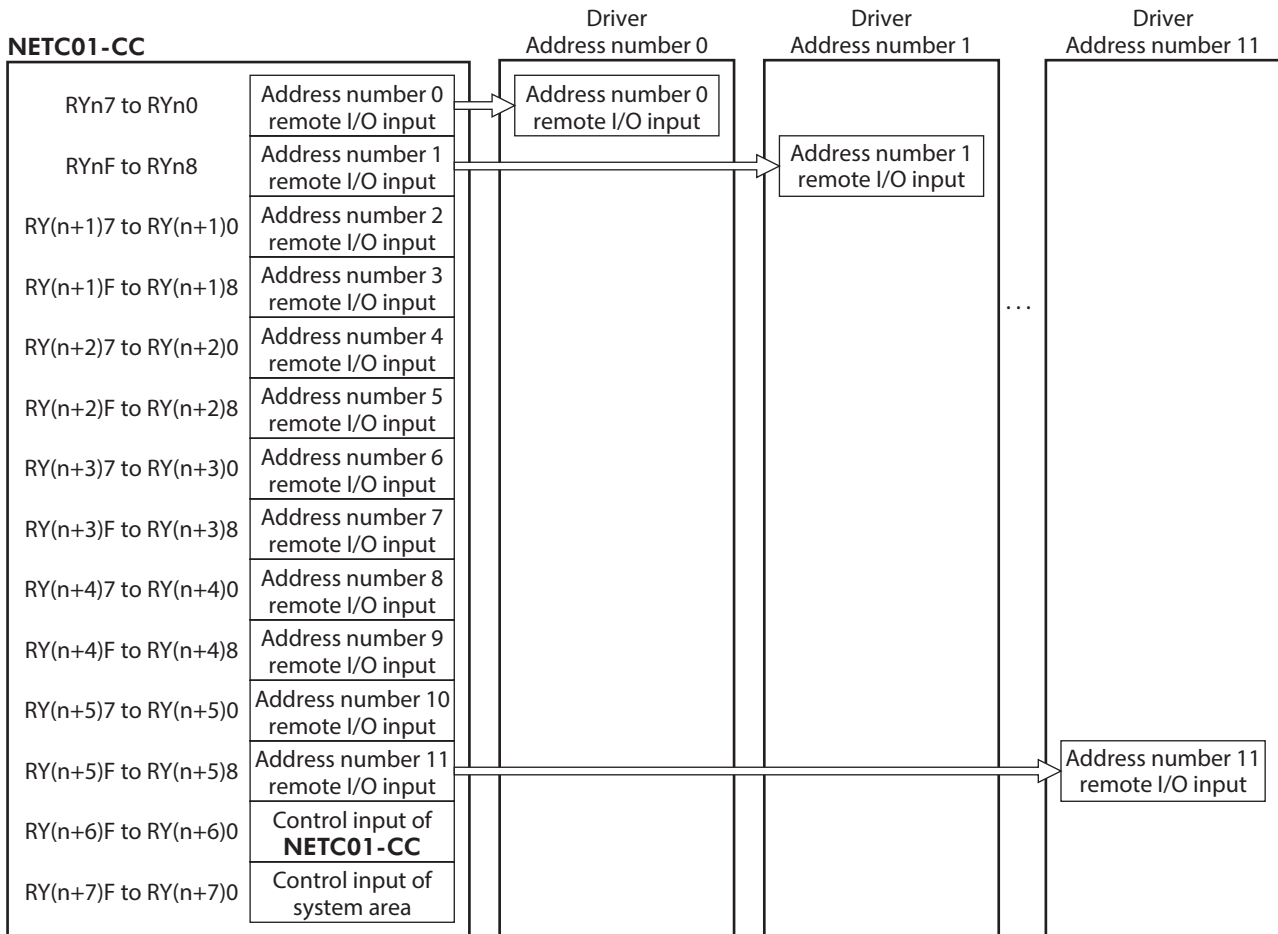 Driver
Address number 0
Driver
Address number 1
Driver
Address number 11
NETC01-CC
RYn7 to RYn0
Address number 0
remote I/O input
Address number 0
remote I/O input
RYnF to RYn8
Address number 1
remote I/O input
Address number 1
remote I/O input
RY(n+1)7 to RY(n+1)0
Address number 2
remote I/O input
RY(n+1)F to RY(n+1)8
Address number 3
remote I/O input
...
RY(n+2)7 to RY(n+2)0
Address number 4
remote I/O input
RY(n+2)F to RY(n+2)8
Address number 5
remote I/O input
RY(n+3)7 to RY(n+3)0
Address number 6
remote I/O input
RY(n+3)F to RY(n+3)8
Address number 7
remote I/O input
RY(n+4)7 to RY(n+4)0
Address number 8
remote I/O input
RY(n+4)F to RY(n+4)8
Address number 9
remote I/O input
RY(n+5)7 to RY(n+5)0
Address number 10
remote I/O input
RY(n+5)F to RY(n+5)8
Address number 11
remote I/O input
Address number 11
remote I/O input
RY(n+6)F to RY(n+6)0
Control input of
NETC01-CC
RY(n+7)F to RY(n+7)0
Control input of
system area